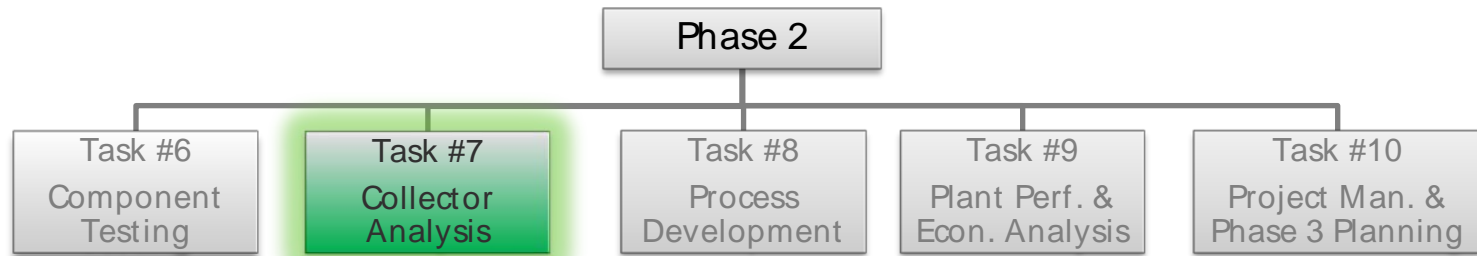 Phase 2
Task #6
Component
Testing
Task #7
Collector
Analysis
Task #8
Process
Development
Task #9
Plant Perf. &
Econ. Analysis
Task #10
Project Man. &
Phase 3 Planning